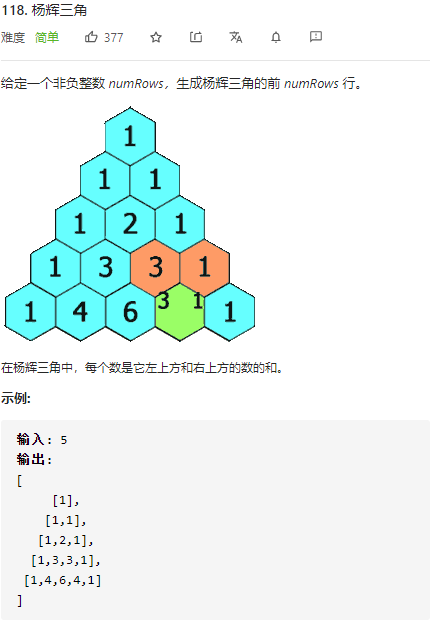 118. 杨辉三角
难度 简单 377
给定一个非负整数 numRows，生成杨辉三角的前 numRows 行。
1
1 1
1 2 1
1 3 3 1
1 4 6 3 1 1
在杨辉三角中，每个数是它左上方和右上方的数的和。
示例:
输入: 5
输出:
[
[1],
[1,1],
[1,2,1],
[1,3,3,1],
[1,4,6,4,1]
]